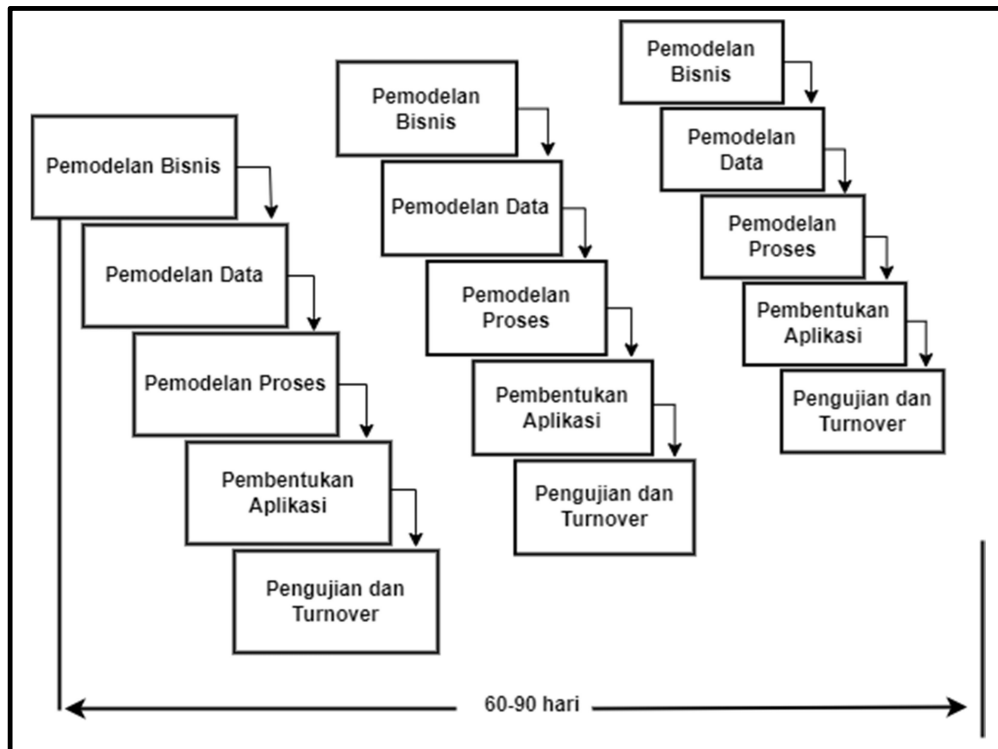 Pemodelan Bisnis
Pemodelan Data
Pemodelan Proses
Pembentukan
Aplikasi
Pengujian dan
Turnover
Pemodelan
Bisnis
Pemodelan Data
Pemodelan
Proses
Pembentukan
Aplikasi
Pengujian dan
Turnover
Pemodelan
Bisnis
Pemodelan
Data
Pemodelan
Proses
Pembentukan
Aplikasi
Pengujian dan
Turnover
60-90 hari